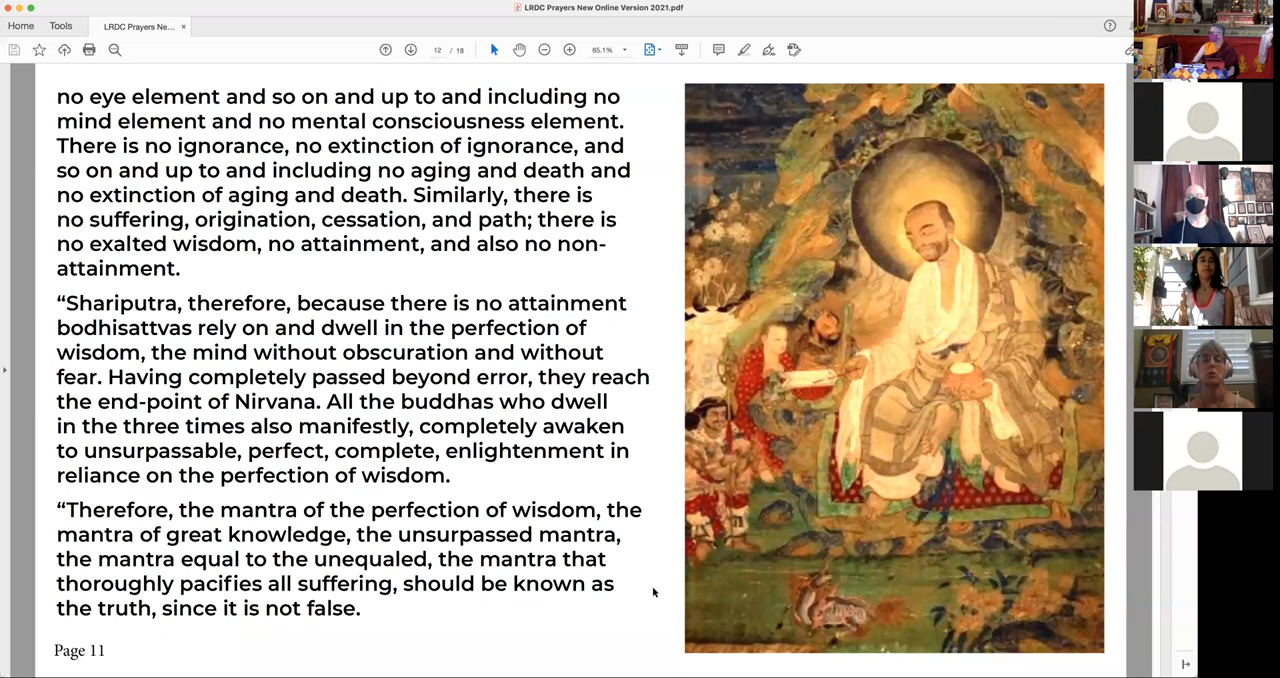 LRDC Prayers New Online Version 2021.pdf
Home Tools LRDC Prayers New On... ×
12 / 18 65.1%
no eye element and so on and up to and including no
mind element and no mental consciousness element.
There is no ignorance, no extinction of ignorance, and
so on and up to and including no aging and death and
no extinction of aging and death. Similarly, there is
no suffering, origination, cessation, and path; there is
no exalted wisdom, no attainment, and also no non-
attainment.
“Shariputra, therefore, because there is no attainment
bodhisattvas rely on and dwell in the perfection of
wisdom, the mind without obscuration and without
fear. Having completely passed beyond error, they reach
the end-point of Nirvana. All the buddhas who dwell
in the three times also manifestly, completely awaken
to unsurpassable, perfect, complete, enlightenment in
reliance on the perfection of wisdom.
“Therefore, the mantra of the perfection of wisdom, the
mantra of great knowledge, the unsurpassed mantra,
the mantra equal to the unequaled, the mantra that
thoroughly pacifies all suffering, should be known as
the truth, since it is not false.
Page 11